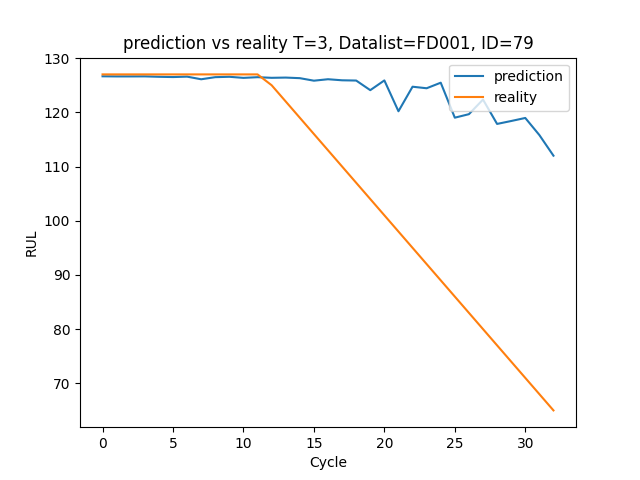 prediction vs reality T=3, Datalist=FD001, ID=79
prediction
reality
130
120
110
100
90
80
70
RUL
0 5 10 15 20 25 30
Cycle